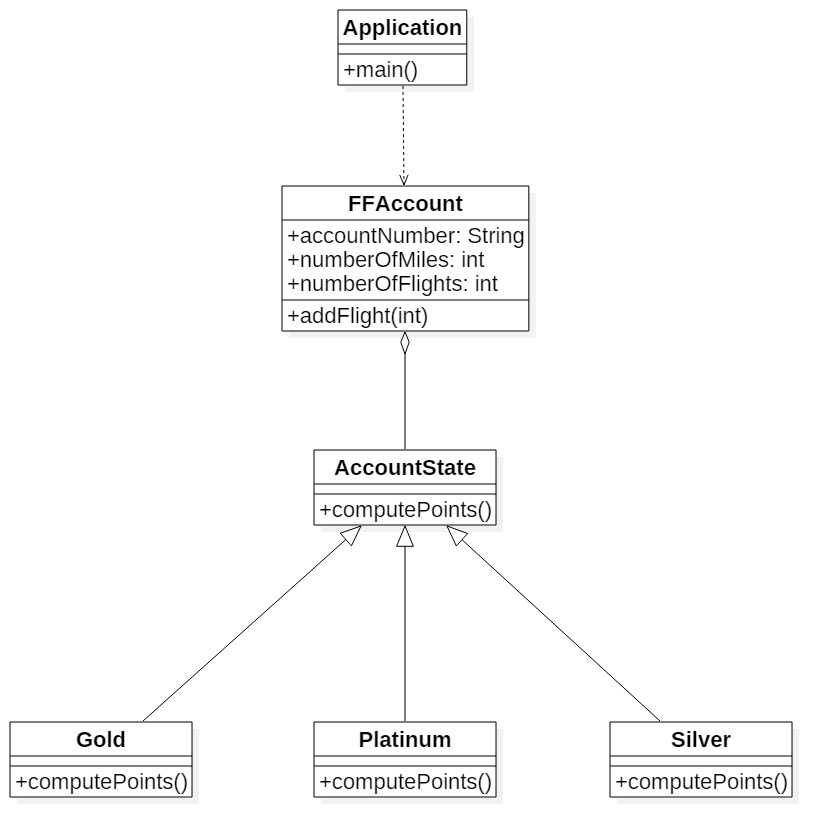 Application
+main()
FFAccount
+accountNumber: String
+numberOfMiles: int
+numberOfFlights: int
+addFlight(int)
AccountState
+computePoints()
Gold
+computePoints()
Platinum
+computePoints()
Silver
+computePoints()